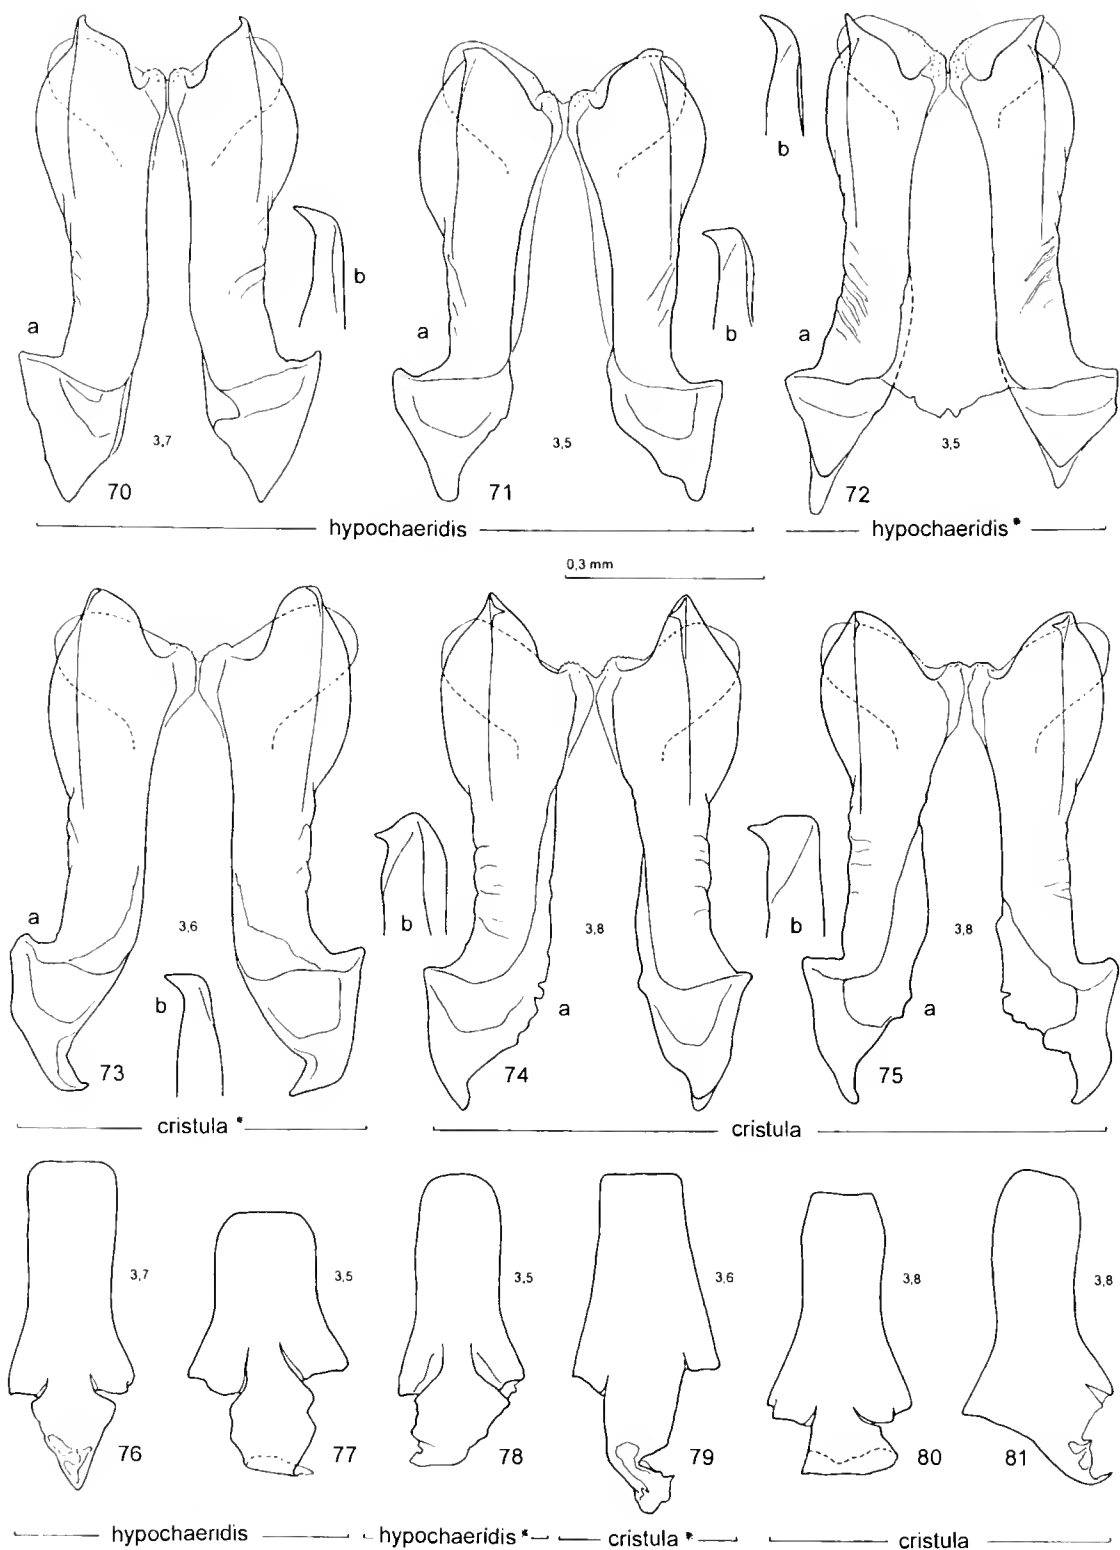 b
b
b
a
a
a
3,7
3,5
3,5
70
71
72
hypochaeridis
hypochaeridis*
0,3 mm
a
b
b
3,6
3,8
3,8
b
a
a
73
74
75
cristula *
cristula
3,7
3,5
3,5
3,6
3,8
3,8
76
77
78
79
80
81
hypochaeridis
hypochaeridis*
cristula *
cristula